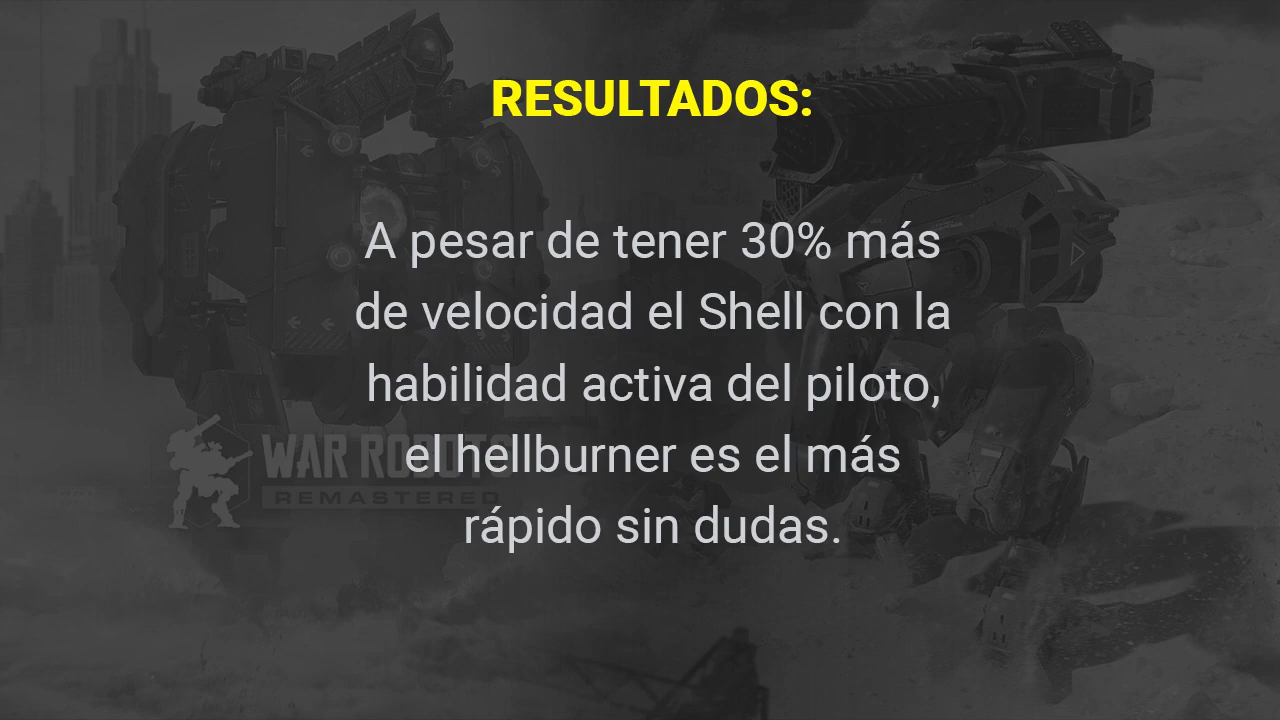 RESULTADOS:
A pesar de tener 30% más
de velocidad el Shell con la
habilidad activa del piloto,
el hellburner es el más
rápido sin dudas.
WAR ROBOTS
REMASTERED